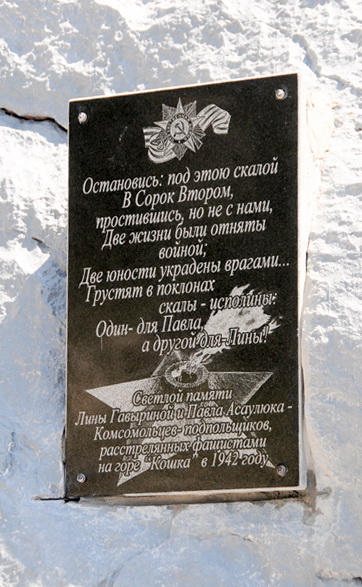 Остановись: под этою скалой
В Сорок Втором,
простившись, но не с нами,
Две жизни были отняты
войной;
Две юности украдены врагами...
Грустят в поклонах
скалы - исполины:
Один- для Павла,
а другой для Лины!
Светлой памяти
Лины Гавыриной и Павла Асаулюка -
Комсомольцев- подпольщиков,
расстрелянных фашистами
на горе "Кошка" в 1942 году.